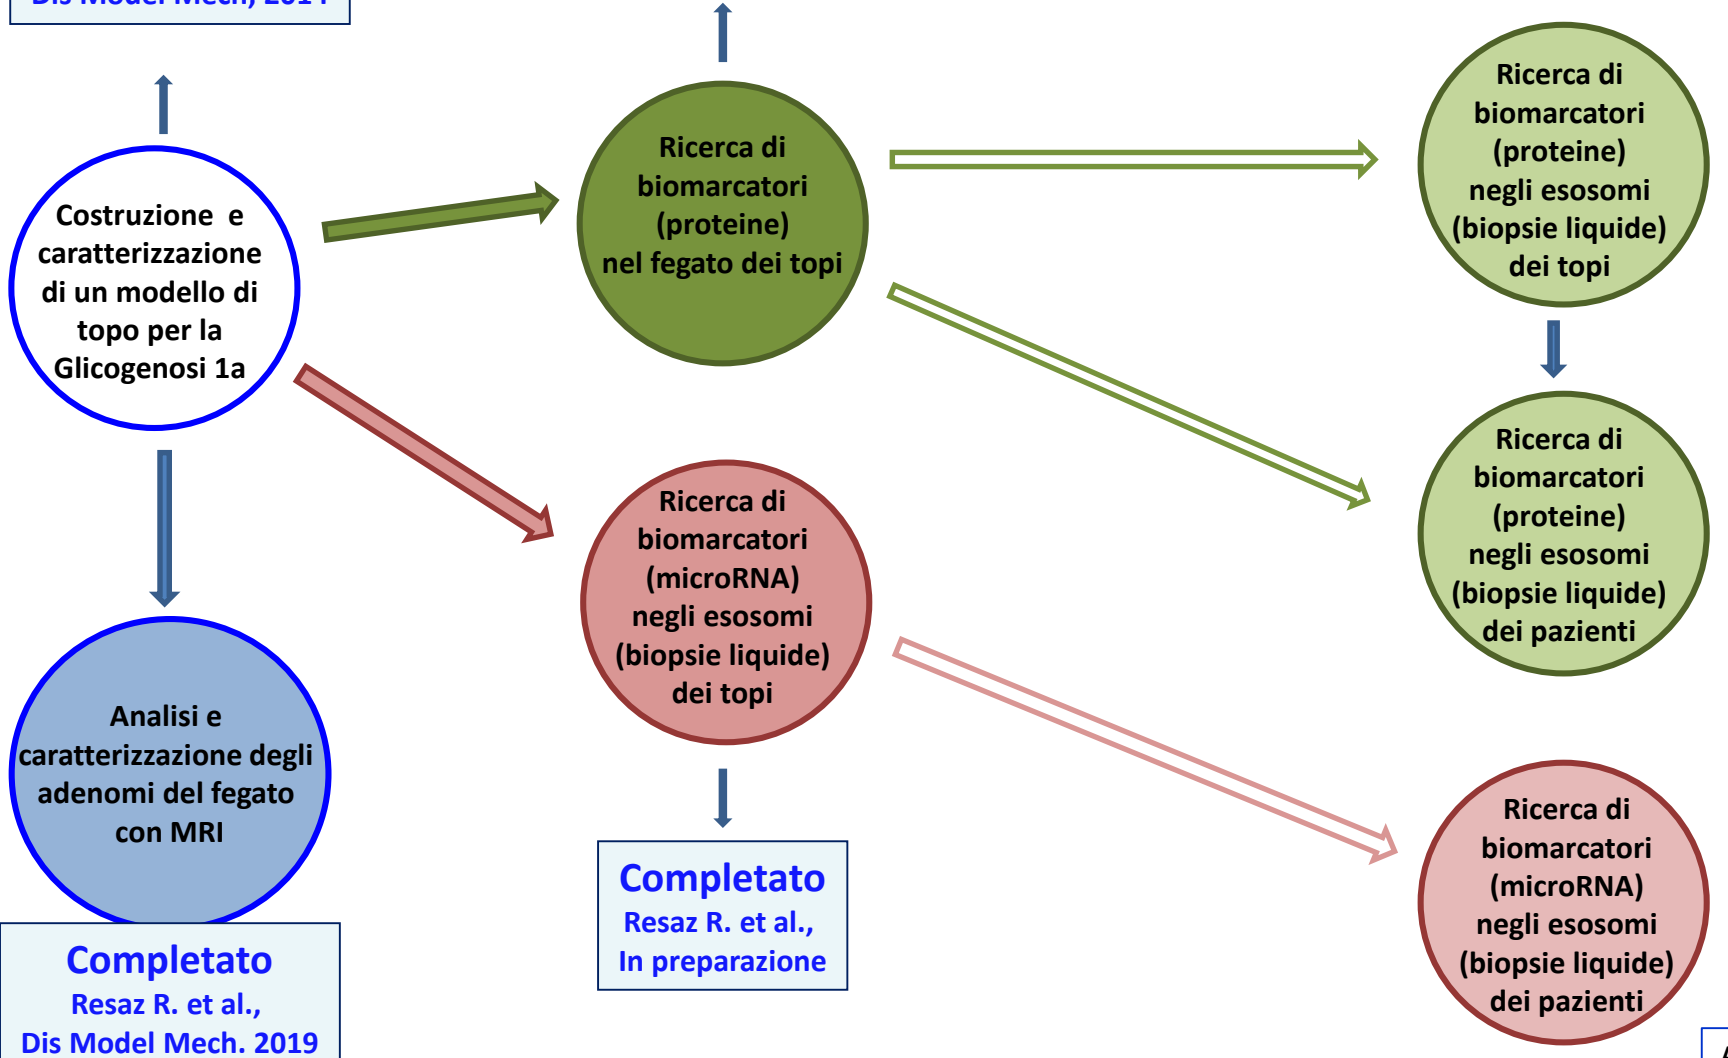 Dis Model Mech, 2014
Costruzione e
caratterizzazione
di un modello di
topo per la
Glicogenosi 1a
Analisi e
caratterizzazione degli
adenomi del fegato
con MRI
Completato
Resaz R. et al.,
Dis Model Mech. 2019
Ricerca di
biomarcatori
(proteine)
nel fegato dei topi
Ricerca di
biomarcatori
(microRNA)
negli esosomi
(biopsie liquide)
dei topi
Completato
Resaz R. et al.,
In preparazione
Ricerca di
biomarcatori
(proteine)
negli esosomi
(biopsie liquide)
dei topi
Ricerca di
biomarcatori
(proteine)
negli esosomi
(biopsie liquide)
dei pazienti
Ricerca di
biomarcatori
(microRNA)
negli esosomi
(biopsie liquide)
dei pazienti